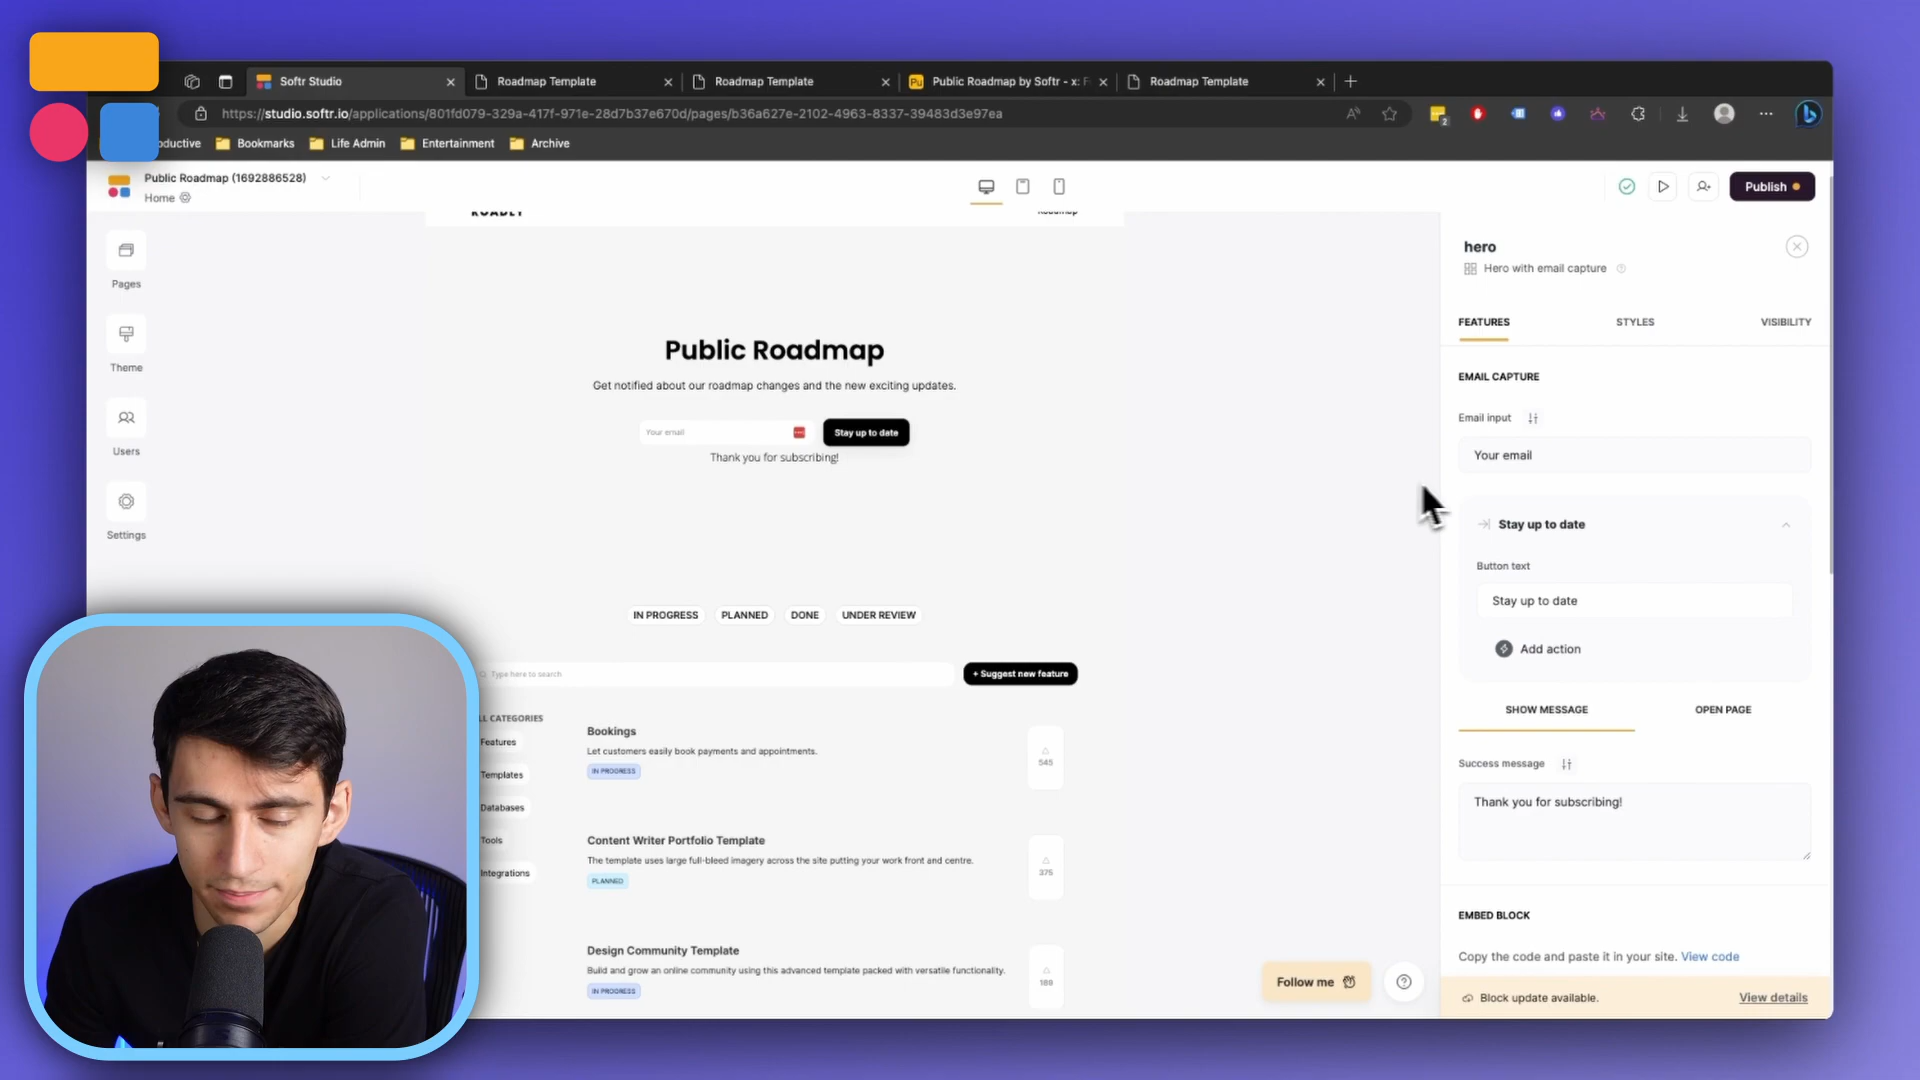 Softr Studio
Roadmap Template
Roadmap Template
Public Roadmap by Softr - x: F
Roadmap Template
https://studio.softr.io/applications/801fd079-329a-417f-971e-28d7b37e670d/pages/b36a627e-2102-4963-8337-39483d3e97ea
2
oductive
Bookmarks
Life Admin
Entertainment
Archive
Public Roadmap (1692886528)
Home
Publish
ROADLY
Roadmap
Pages
Theme
Users
Settings
Public Roadmap
Get notified about our roadmap changes and the new exciting updates.
Your email
Stay up to date
Thank you for subscribing!
IN PROGRESS
PLANNED
DONE
UNDER REVIEW
Type here to search
+ Suggest new feature
LL CATEGORIES
Features
Templates
Databases
Tools
Integrations
Bookings
Let customers easily book payments and appointments.
IN PROGRESS
545
Content Writer Portfolio Template
The template uses large full-bleed imagery across the site putting your work front and centre.
PLANNED
375
Design Community Template
Build and grow an online community using this advanced template packed with versatile functionality.
IN PROGRESS
189
Follow me
hero
Hero with email capture
FEATURES
STYLES
VISIBILITY
EMAIL CAPTURE
Email input
Your email
Stay up to date
Button text
Stay up to date
Add action
SHOW MESSAGE
OPEN PAGE
Success message
Thank you for subscribing!
EMBED BLOCK
Copy the code and paste it in your site. View code
Block update available.
View details